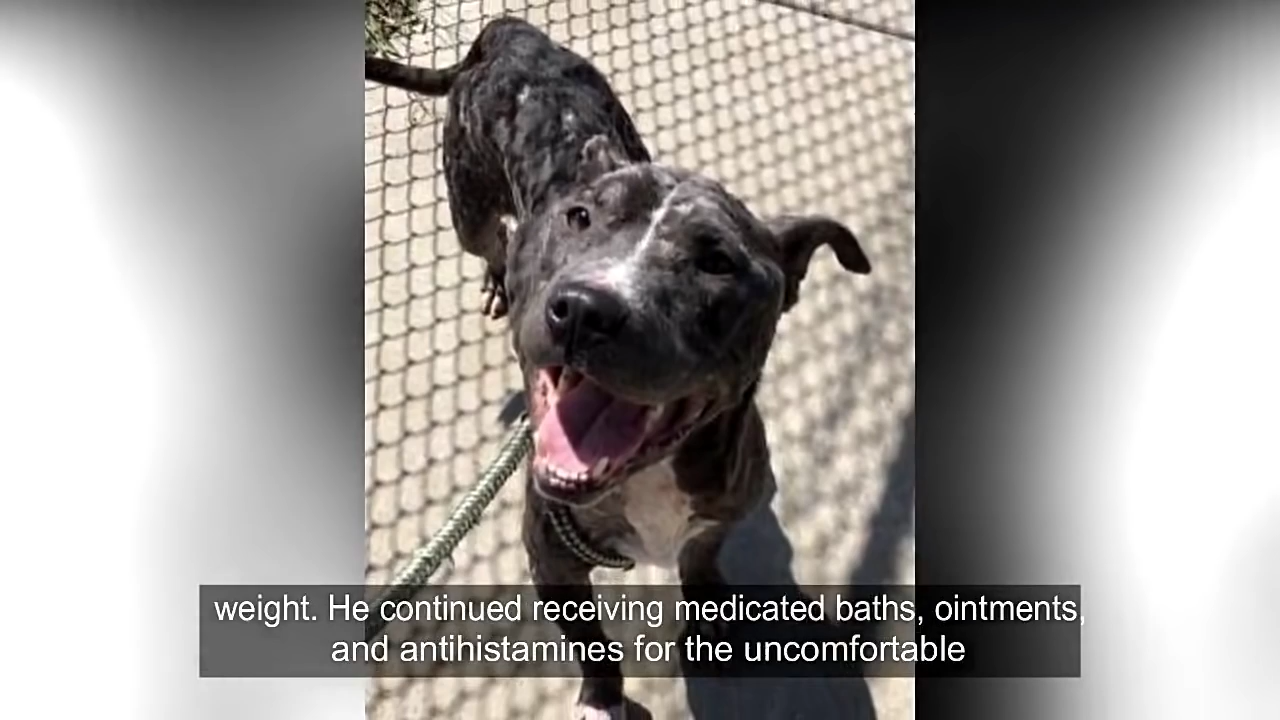 weight. He continued receiving medicated baths, ointments,
and antihistamines for the uncomfortable